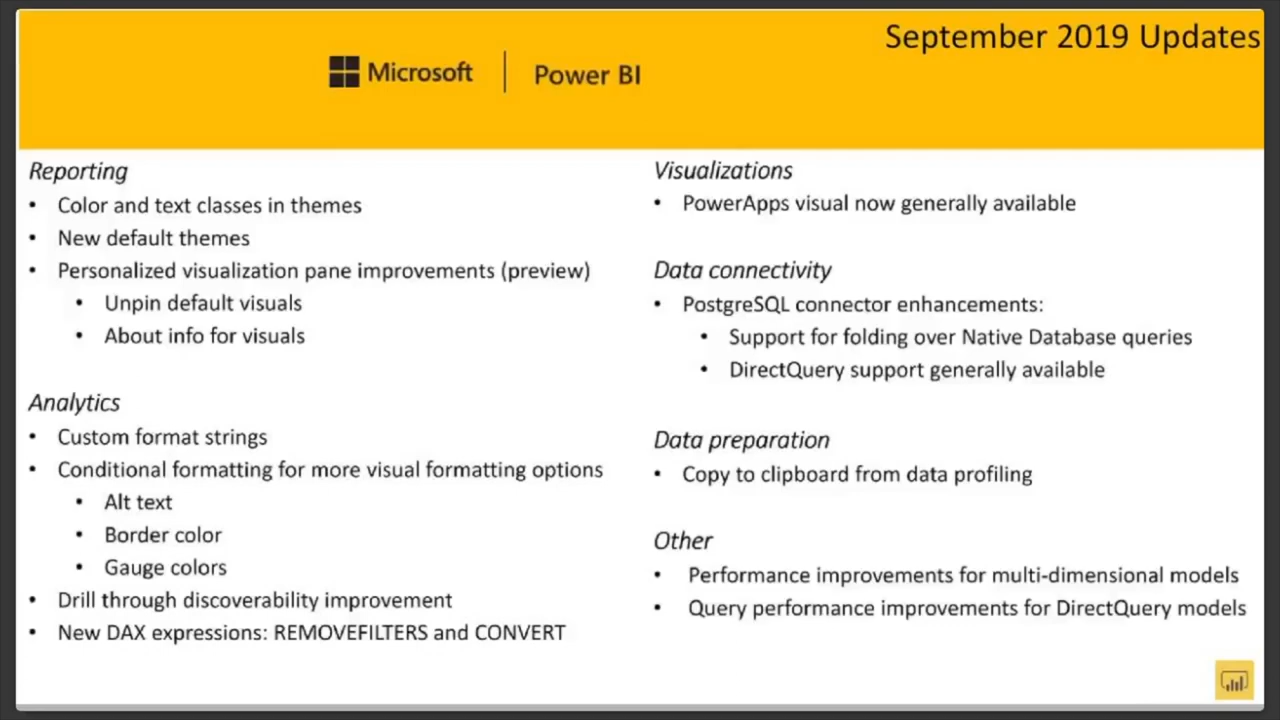 September 2019 Updates
Microsoft | Power BI
Reporting
• Color and text classes in themes
• New default themes
• Personalized visualization pane improvements (preview)
• Unpin default visuals
• About info for visuals
Analytics
• Custom format strings
• Conditional formatting for more visual formatting options
• Alt text
• Border color
• Gauge colors
• Drill through discoverability improvement
• New DAX expressions: REMOVEFILTERS and CONVERT
Visualizations
• PowerApps visual now generally available
Data connectivity
• PostgreSQL connector enhancements:
• Support for folding over Native Database queries
• DirectQuery support generally available
Data preparation
• Copy to clipboard from data profiling
Other
• Performance improvements for multi-dimensional models
• Query performance improvements for DirectQuery models